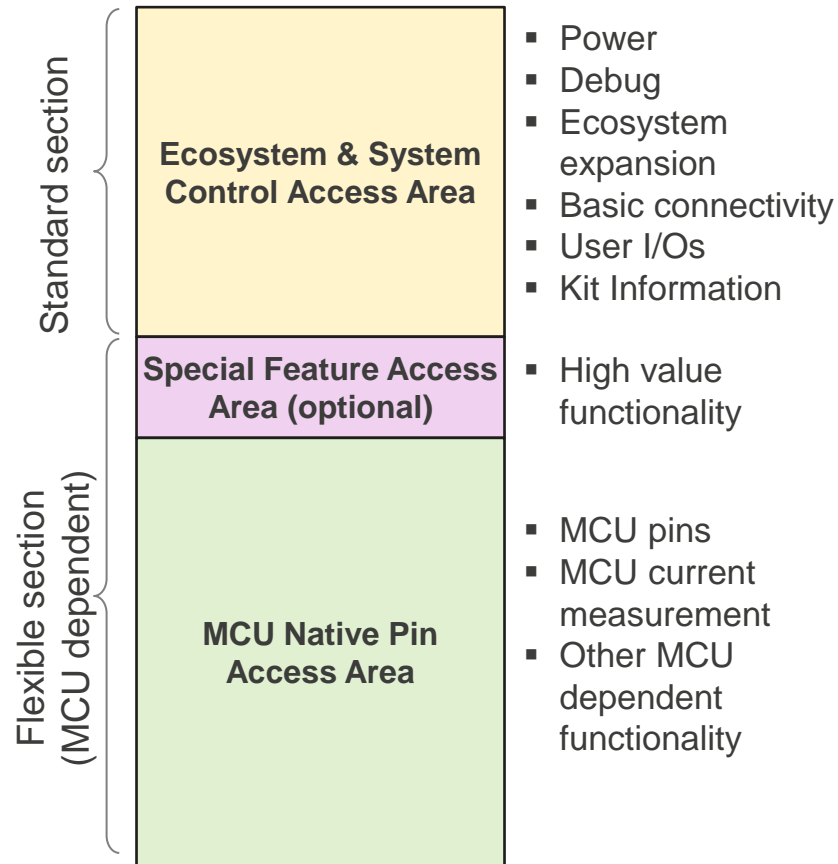 Standard section
Ecosystem & System
Control Access Area
▪ Power
▪ Debug
▪ Ecosystem
expansion
▪ Basic connectivity
▪ User I/Os
▪ Kit Information
Flexible section
(MCU dependent)
Special Feature Access
Area (optional)
▪ High value
functionality
MCU Native Pin
Access Area
▪ MCU pins
▪ MCU current
measurement
▪ Other MCU
dependent
functionality